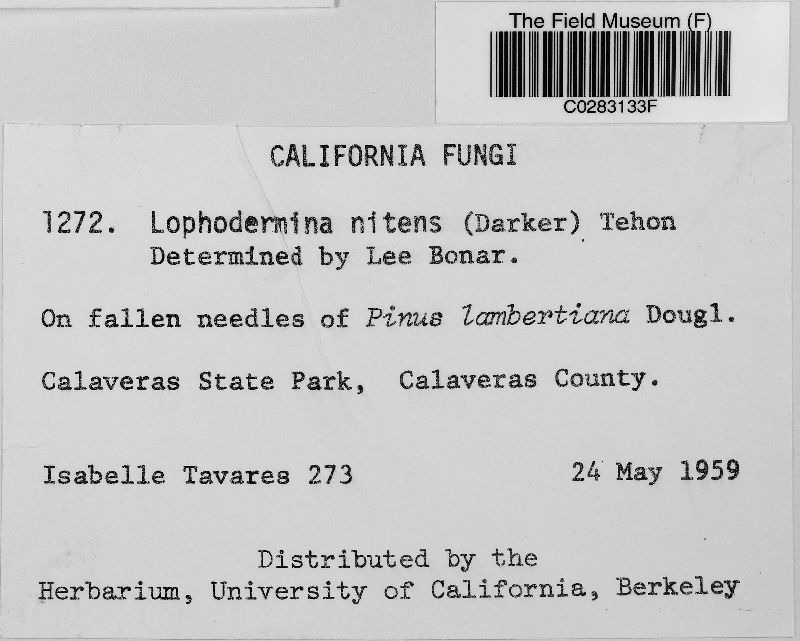 The Field Museum (F)
C0283133F
CALIFORNIA FUNGI
1272. Lophodermina nitens (Darker) Tehon
Determined by Lee Bonar.
On fallen needles of Pinus lambertiana Dougl.
Calaveras State Park, Calaveras County.
Isabelle Tavares 273 24 May 1959
Distributed by the
Herbarium, University of California, Berkeley